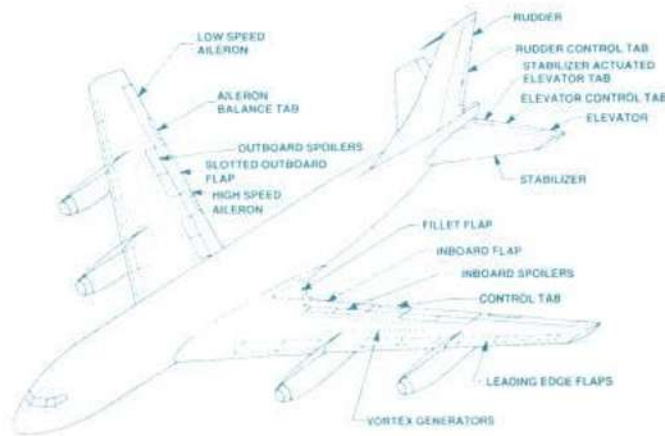 RUDDER
LOW SPEED
AILERON
RUDDER CONTROL TAB
STABILIZER ACTUATED
ELEVATOR TAB
ELEVATOR CONTROL TAB
ELEVATOR
AILERON
BALANCE TAB
OUTBOARD SPOILERS
SLOTTED OUTBOARD
FLAP
HIGH SPEED
AILERON
STABILIZER
FILLET FLAP
INBOARD FLAP
INBOARD SPOILERS
CONTROL TAB
LEADING EDGE FLAPS
VORTEX GENERATORS